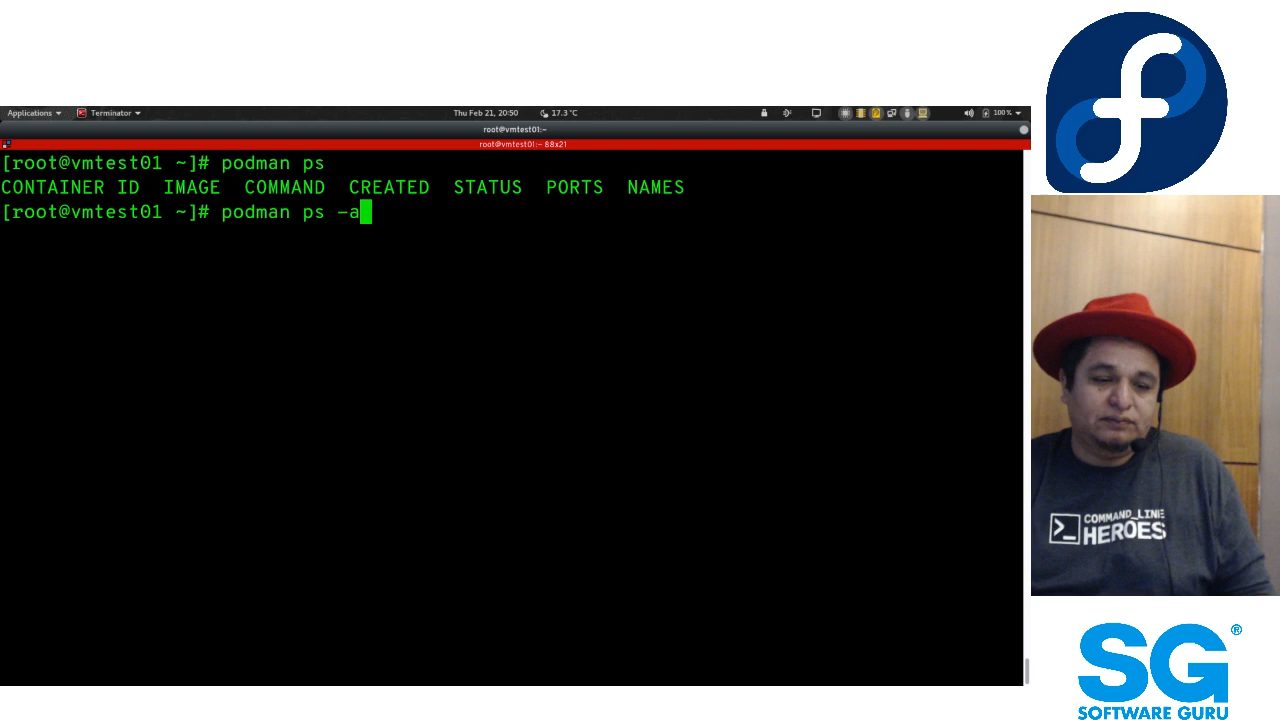 Applications Terminator Thu Feb 21, 20:50 17.3 °C 100 %
root@vmtest01:~
root@vmtest01:~ 88x21
[root@vmtest01 ~]# podman ps
CONTAINER ID IMAGE COMMAND CREATED STATUS PORTS NAMES
[root@vmtest01 ~]# podman ps -a
>_ COMMAND_LINE
HEROES
SG®
SOFTWARE GURU